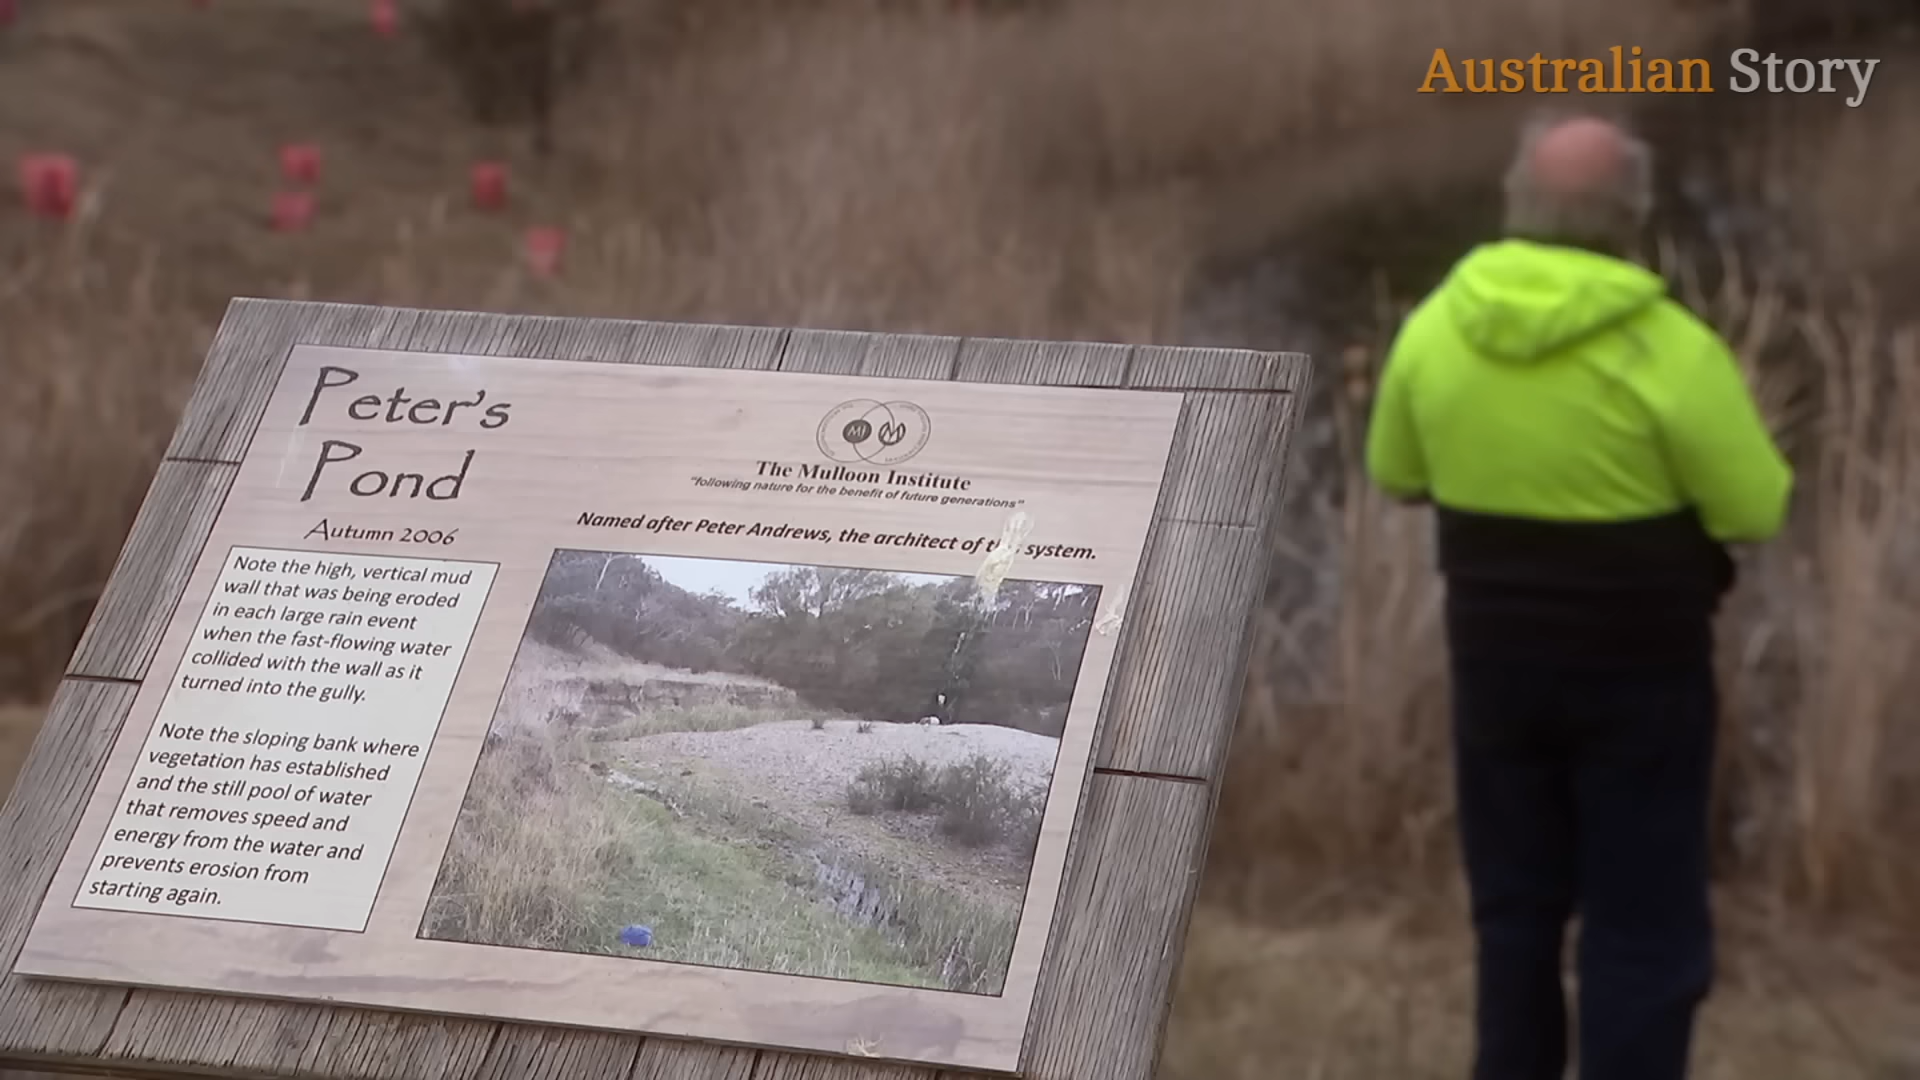 Australian Story
Peter's
Pond
Autumn 2006
The Mulloon Institute
"following nature for the benefit of future generations"
Named after Peter Andrews, the architect of system.
Note the high, vertical mud
wall that was being eroded
in each large rain event
when the fast-flowing water
collided with the wall as it
turned into the gully.
Note the sloping bank where
vegetation has established
and the still pool of water
that removes speed and
energy from the water and
prevents erosion from
starting again.